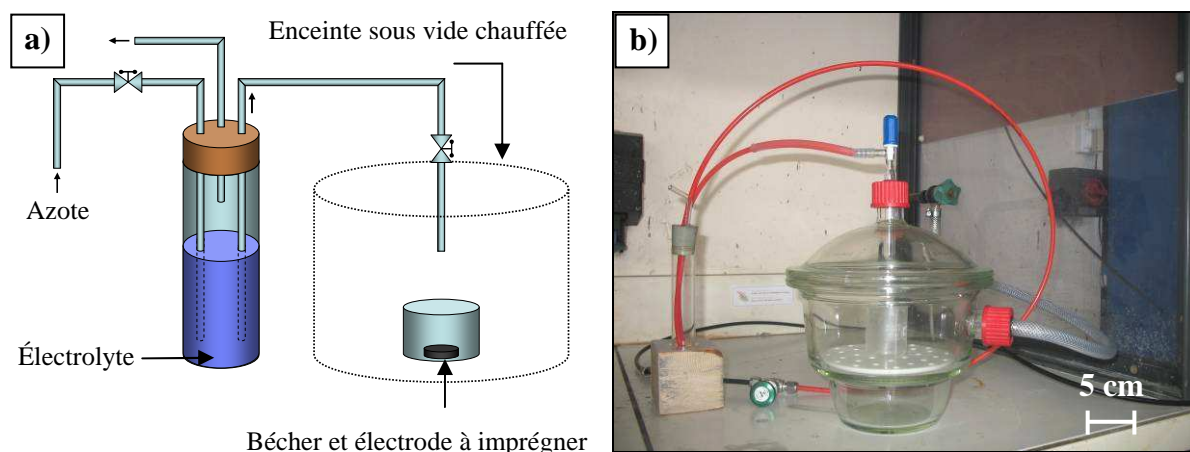 a)
Enceinte sous vide chauffée
Azote
Électrolyte
Bécher et électrode à imprégner
b)
5 cm